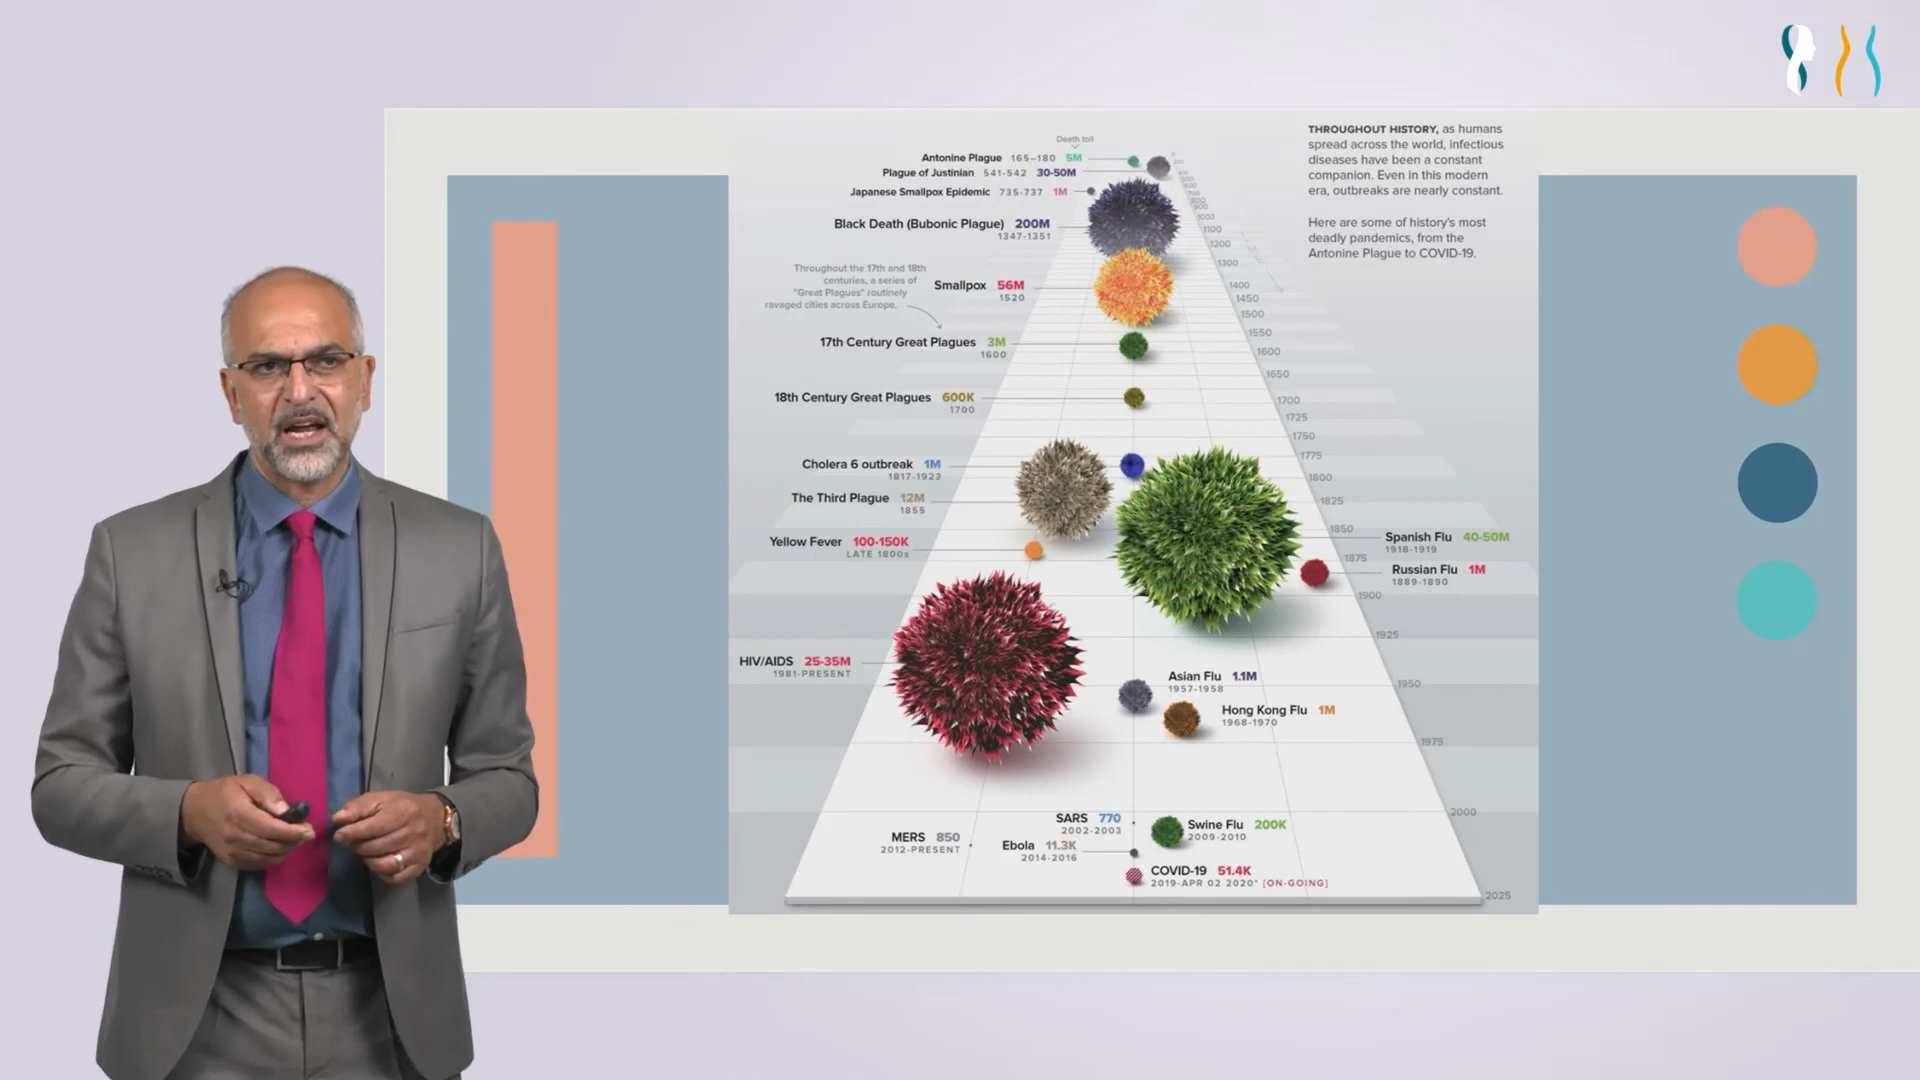 Death toll
Antonine Plague 165–180 5M
Plague of Justinian 541-542 30-50M
Japanese Smallpox Epidemic 735-737 1M
Black Death (Bubonic Plague) 200M
1347-1351
Throughout the 17th and 18th
centuries, a series of
"Great Plagues" routinely
ravaged cities across Europe.
Smallpox 56M
1520
17th Century Great Plagues 3M
1600
18th Century Great Plagues 600K
1700
Cholera 6 outbreak 1M
1817-1923
The Third Plague 12M
1855
Yellow Fever 100-150K
LATE 1800s
HIV/AIDS 25-35M
1981-PRESENT
SARS 770
2002-2003
MERS 850
2012-PRESENT
Ebola 11.3K
2014-2016
THROUGHOUT HISTORY, as humans
spread across the world, infectious
diseases have been a constant
companion. Even in this modern
era, outbreaks are nearly constant.
Here are some of history's most
deadly pandemics, from the
Antonine Plague to COVID-19.
Spanish Flu 40-50M
1918-1919
Russian Flu 1M
1889-1890
Asian Flu 1.1M
1957-1958
Hong Kong Flu 1M
1968-1970
Swine Flu 200K
2009-2010
COVID-19 51.4K
2019-APR 02 2020* [ON-GOING]
500
600
700
800
900
1000
1100
1200
1300
1400
1450
1500
1550
1600
1650
1700
1725
1750
1775
1800
1825
1850
1875
1900
1925
1950
1975
2000
2025